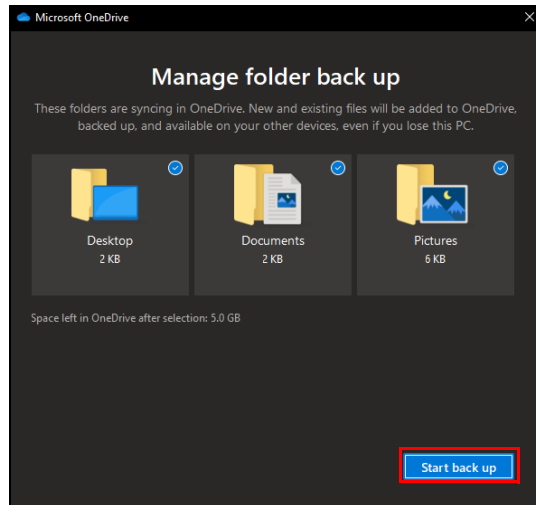 Microsoft OneDrive
Manage folder back up
These folders are syncing in OneDrive. New and existing files will be added to OneDrive,
backed up, and available on your other devices, even if you lose this PC.
Desktop
2 KB
Documents
2 KB
Pictures
6 KB
Space left in OneDrive after selection: 5.0 GB
Start back up